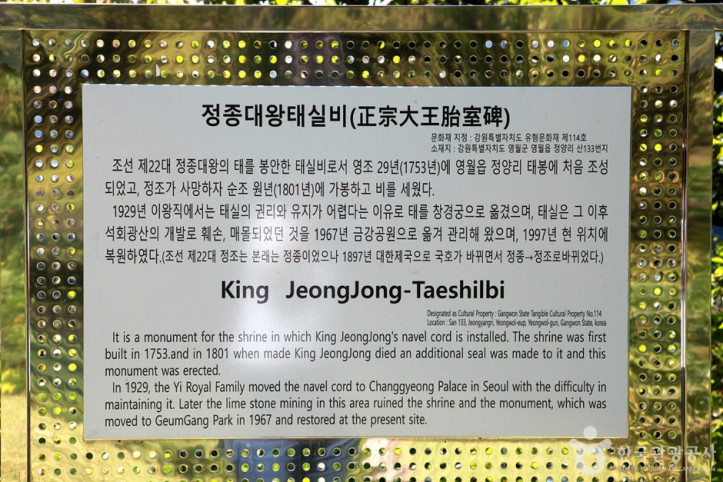 정종대왕태실비(正宗大王胎室碑)
문화재 지정 : 강원특별자치도 유형문화재 제114호
소재지 : 강원특별자치도 영월군 영월읍 정양리 산133번지
조선 제22대 정종대왕의 태를 봉안한 태실비로서 영조 29년(1753년)에 영월읍 정양리 태봉에 처음 조성
되었고, 정조가 사망하자 순조 원년(1801년)에 가봉하고 비를 세웠다.
1929년 이왕직에서는 태실의 권리와 유지가 어렵다는 이유로 태를 창경궁으로 옮겼으며, 태실은 그 이후
석회광산의 개발로 훼손, 매몰되었던 것을 1967년 금강공원으로 옮겨 관리해 왔으며, 1997년 현 위치에
복원하였다.(조선 제22대 정조는 본래는 정종이었으나 1897년 대한제국으로 국호가 바뀌면서 정종→정조로바뀌었다.)
King JeongJong-Taeshilbi
Designated as Cultural Property : Gangwon State Tangible Cultural Property No.114
Location : San 133, Jeongyangri, Yeongwol-eup, Yeongwol-gun, Gangwon State, korea
It is a monument for the shrine in which King JeongJong's navel cord is installed. The shrine was first
built in 1753.and in 1801 when made King JeongJong died an additional seal was made to it and this
monument was erected.
In 1929, the Yi Royal Family moved the navel cord to Changgyeong Palace in Seoul with the difficulty in
maintaining it. Later the lime stone mining in this area ruined the shrine and the monument, which was
moved to GeumGang Park in 1967 and restored at the present site.
한국관광공사